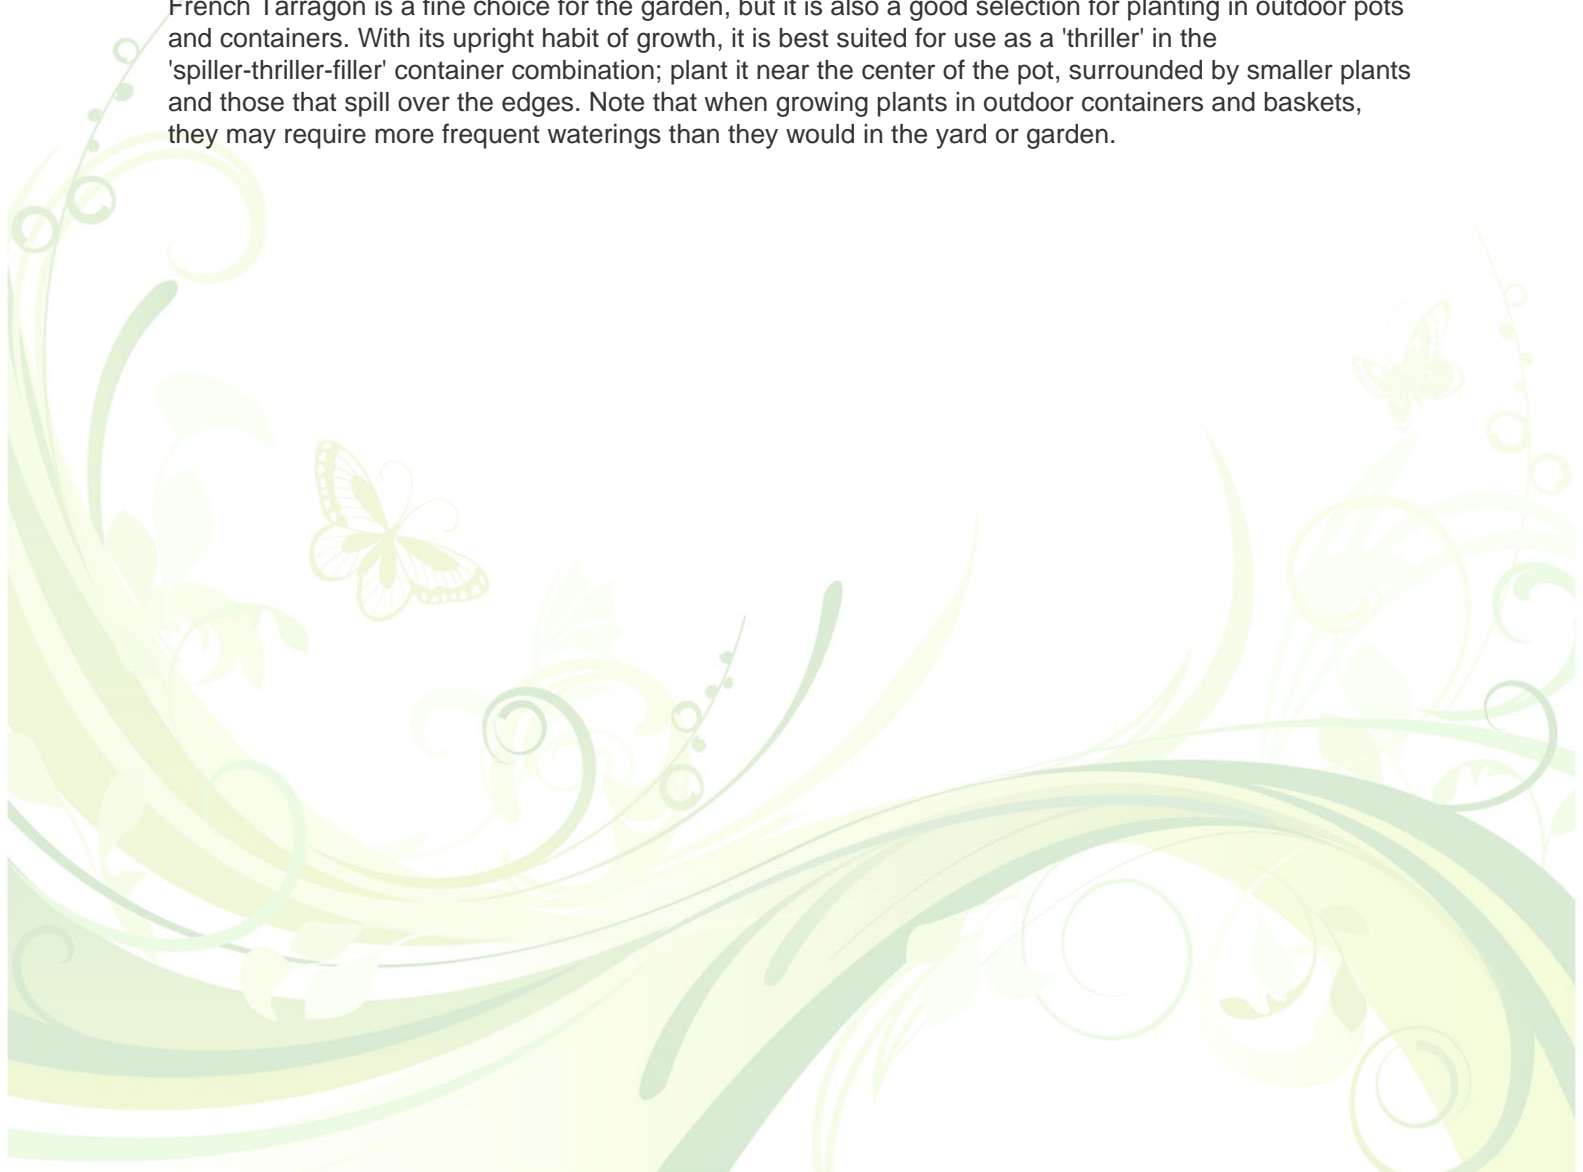 French Tarragon is a fine choice for the garden, but it is also a good selection for planting in outdoor pots
and containers. With its upright habit of growth, it is best suited for use as a 'thriller' in the
'spiller-thriller-filler' container combination; plant it near the center of the pot, surrounded by smaller plants
and those that spill over the edges. Note that when growing plants in outdoor containers and baskets,
they may require more frequent waterings than they would in the yard or garden.